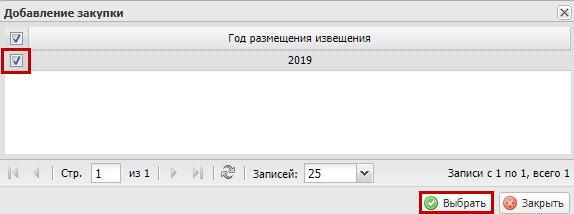 Добавление закупки
Год размещения извещения
2019
Стр. 1 из 1 Записей: 25 Записи с 1 по 1, всего 1
Выбрать Закрыть